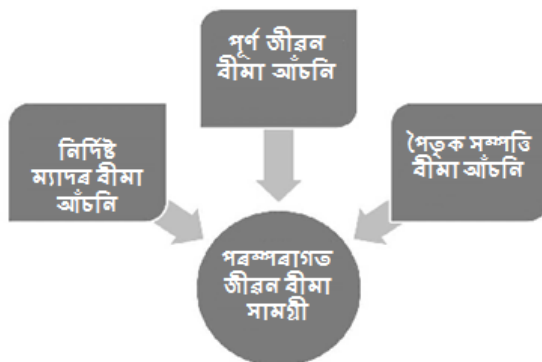 পূৰ্ণ জীৱন
বীমা আঁচনি
নিৰ্দিষ্ট
ম্যাদৰ বীমা
আঁচনি
পৈতৃক সম্পত্তি
বীমা আঁচনি
পৰম্পৰাগত
জীৱন বীমা
সামগ্ৰী